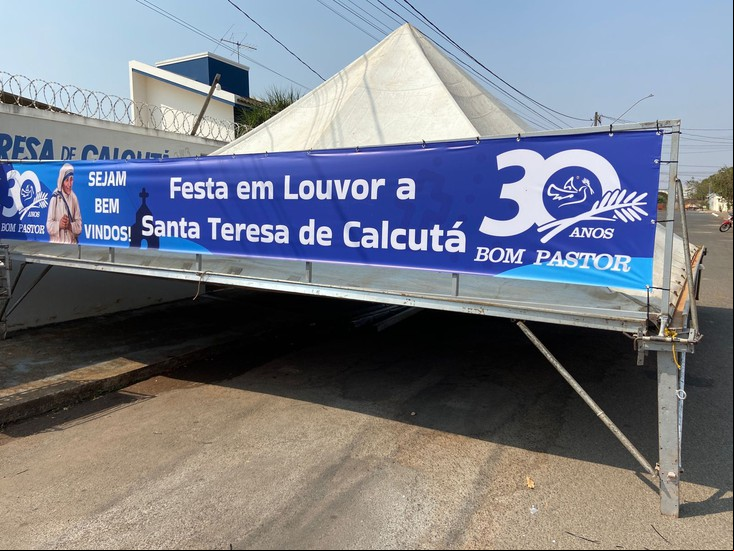 RESA DE CALCUTÁ
30
ANOS
BOM PASTOR
SEJAM
BEM
VINDOS!
Festa em Louvor a
Santa Teresa de Calcutá
30
ANOS
BOM PASTOR